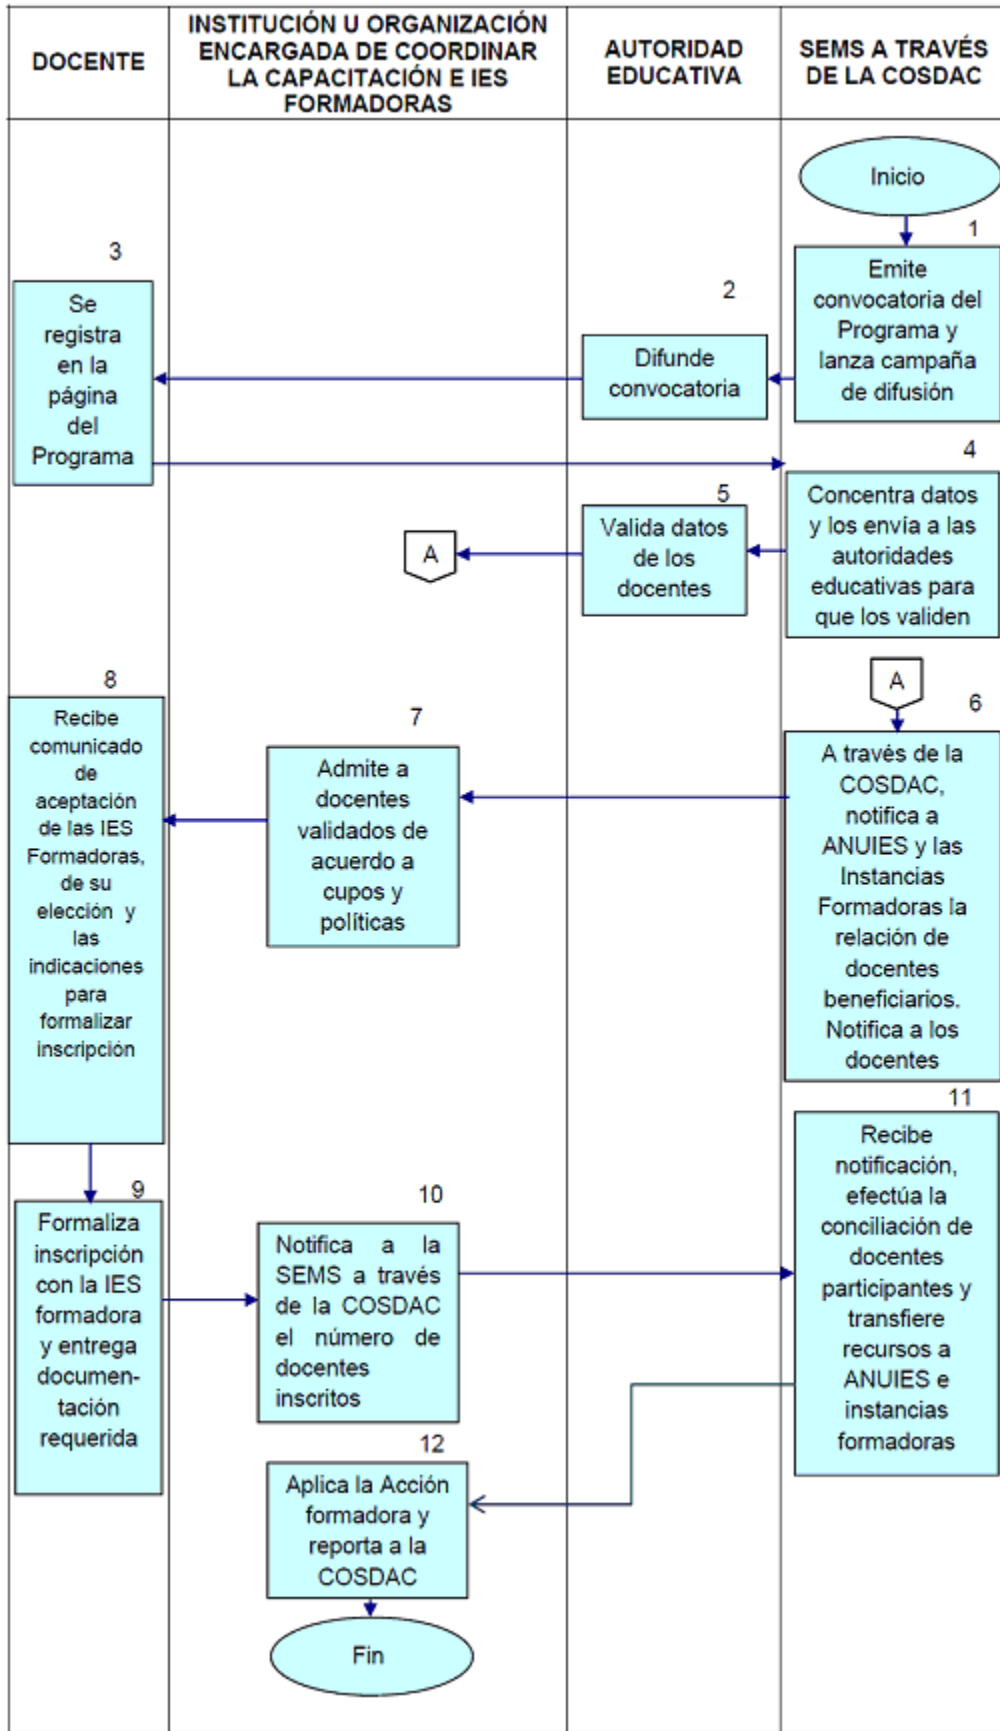 DOCENTE
INSTITUCIÓN U ORGANIZACIÓN
ENCARGADA DE COORDINAR
LA CAPACITACIÓN E IES
FORMADORAS
AUTORIDAD
EDUCATIVA
SEMS A TRAVÉS
DE LA COSDAC
Inicio
1
Emite
convocatoria del
Programa y
lanza campaña
de difusión
2
Difunde
convocatoria
3
Se
registra
en la
página
del
Programa
4
Concentra datos
y los envía a las
autoridades
educativas para
que los validen
5
Valida datos
de los
docentes
A
A
6
A través de la
COSDAC,
notifica a
ANUIES y las
Instancias
Formadoras la
relación de
docentes
beneficiarios.
Notifica a los
docentes
7
Admite a
docentes
validados de
acuerdo a
cupos y
políticas
8
Recibe
comunicado
de
aceptación
de las IES
Formadoras,
de su
elección y
las
indicaciones
para
formalizar
inscripción
9
Formaliza
inscripción
con la IES
formadora
y entrega
documen-
tación
requerida
10
Notifica a la
SEMS a través
de la COSDAC
el número de
docentes
inscritos
11
Recibe
notificación,
efectúa la
conciliación de
docentes
participantes y
transfiere
recursos a
ANUIES e
instancias
formadoras
12
Aplica la Acción
formadora y
reporta a la
COSDAC
Fin